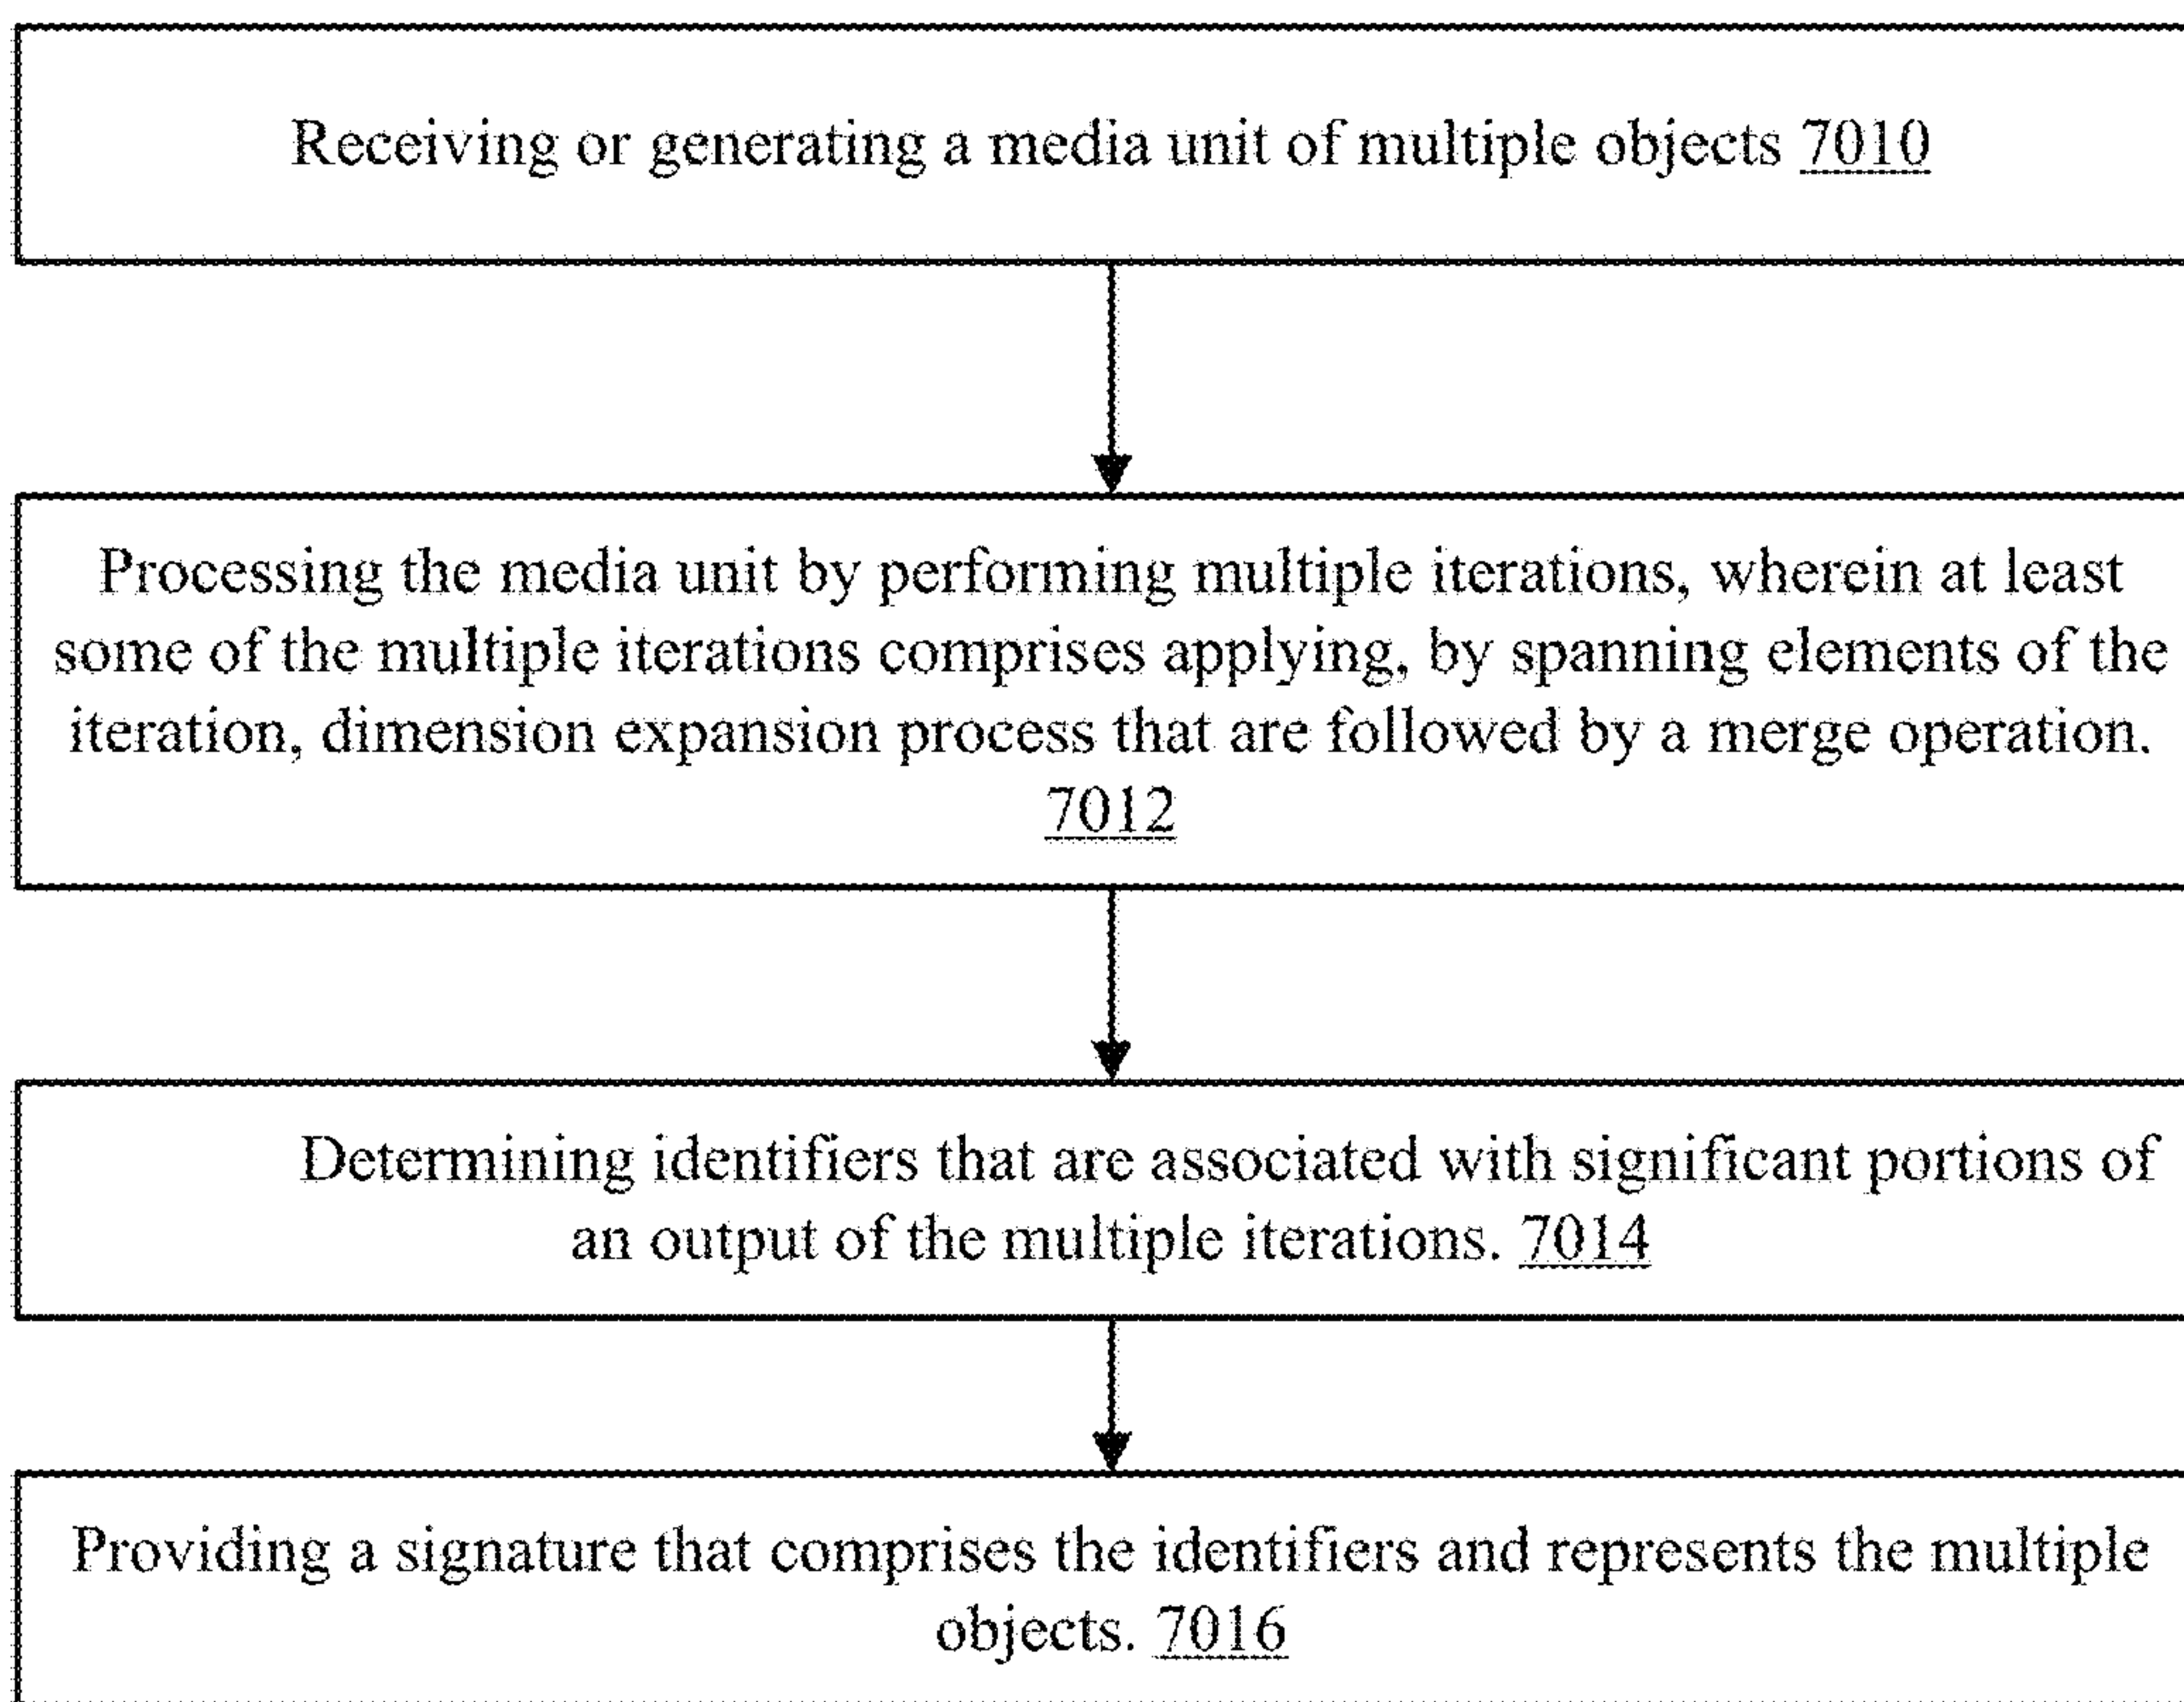 Receiving or generating a media unit of multiple objects 7010
Processing the media unit by performing multiple iterations, wherein at least
some of the multiple iterations comprises applying, by spanning elements of the
iteration, dimension expansion process that are followed by a merge operation.
7012
Determining identifiers that are associated with significant portions of
an output of the multiple iterations. 7014
Providing a signature that comprises the identifiers and represents the multiple
objects. 7016